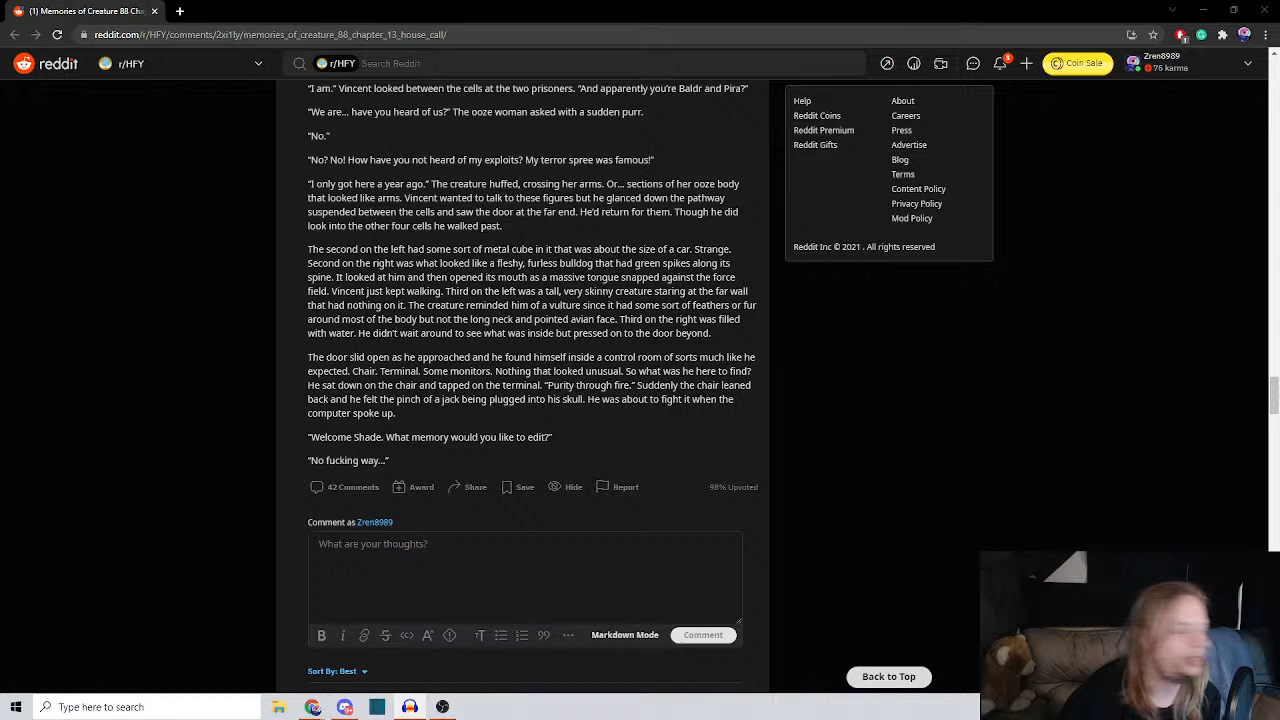 (1) Memories of Creature 88 Cha
reddit.com/r/HFY/comments/2xi1ly/memories_of_creature_88_chapter_13_house_call/
1
reddit
r/HFY
r/HFY Search Reddit
1
Coin Sale
Zren8989
75 karma
“I am.” Vincent looked between the cells at the two prisoners. “And apparently you’re Baldr and Pira?”
“We are... have you heard of us?” The ooze woman asked with a sudden purr.
“No.”
“No? No! How have you not heard of my exploits? My terror spree was famous!”
“I only got here a year ago.” The creature huffed, crossing her arms. Or... sections of her ooze body
that looked like arms. Vincent wanted to talk to these figures but he glanced down the pathway
suspended between the cells and saw the door at the far end. He’d return for them. Though he did
look into the other four cells he walked past.
The second on the left had some sort of metal cube in it that was about the size of a car. Strange.
Second on the right was what looked like a fleshy, furless bulldog that had green spikes along its
spine. It looked at him and then opened its mouth as a massive tongue snapped against the force
field. Vincent just kept walking. Third on the left was a tall, very skinny creature staring at the far wall
that had nothing on it. The creature reminded him of a vulture since it had some sort of feathers or fur
around most of the body but not the long neck and pointed avian face. Third on the right was filled
with water. He didn’t wait around to see what was inside but pressed on to the door beyond.
The door slid open as he approached and he found himself inside a control room of sorts much like he
expected. Chair. Terminal. Some monitors. Nothing that looked unusual. So what was he here to find?
He sat down on the chair and tapped on the terminal. “Purity through fire.” Suddenly the chair leaned
back and he felt the pinch of a jack being plugged into his skull. He was about to fight it when the
computer spoke up.
“Welcome Shade. What memory would you like to edit?”
“No fucking way...”
42 Comments Award Share Save Hide Report 98% Upvoted
Comment as Zren8989
What are your thoughts?
Markdown Mode Comment
Sort By: Best
Help About
Reddit Coins Careers
Reddit Premium Press
Reddit Gifts Advertise
Blog
Terms
Content Policy
Privacy Policy
Mod Policy
Reddit Inc © 2021 . All rights reserved
Back to Top
Type here to search